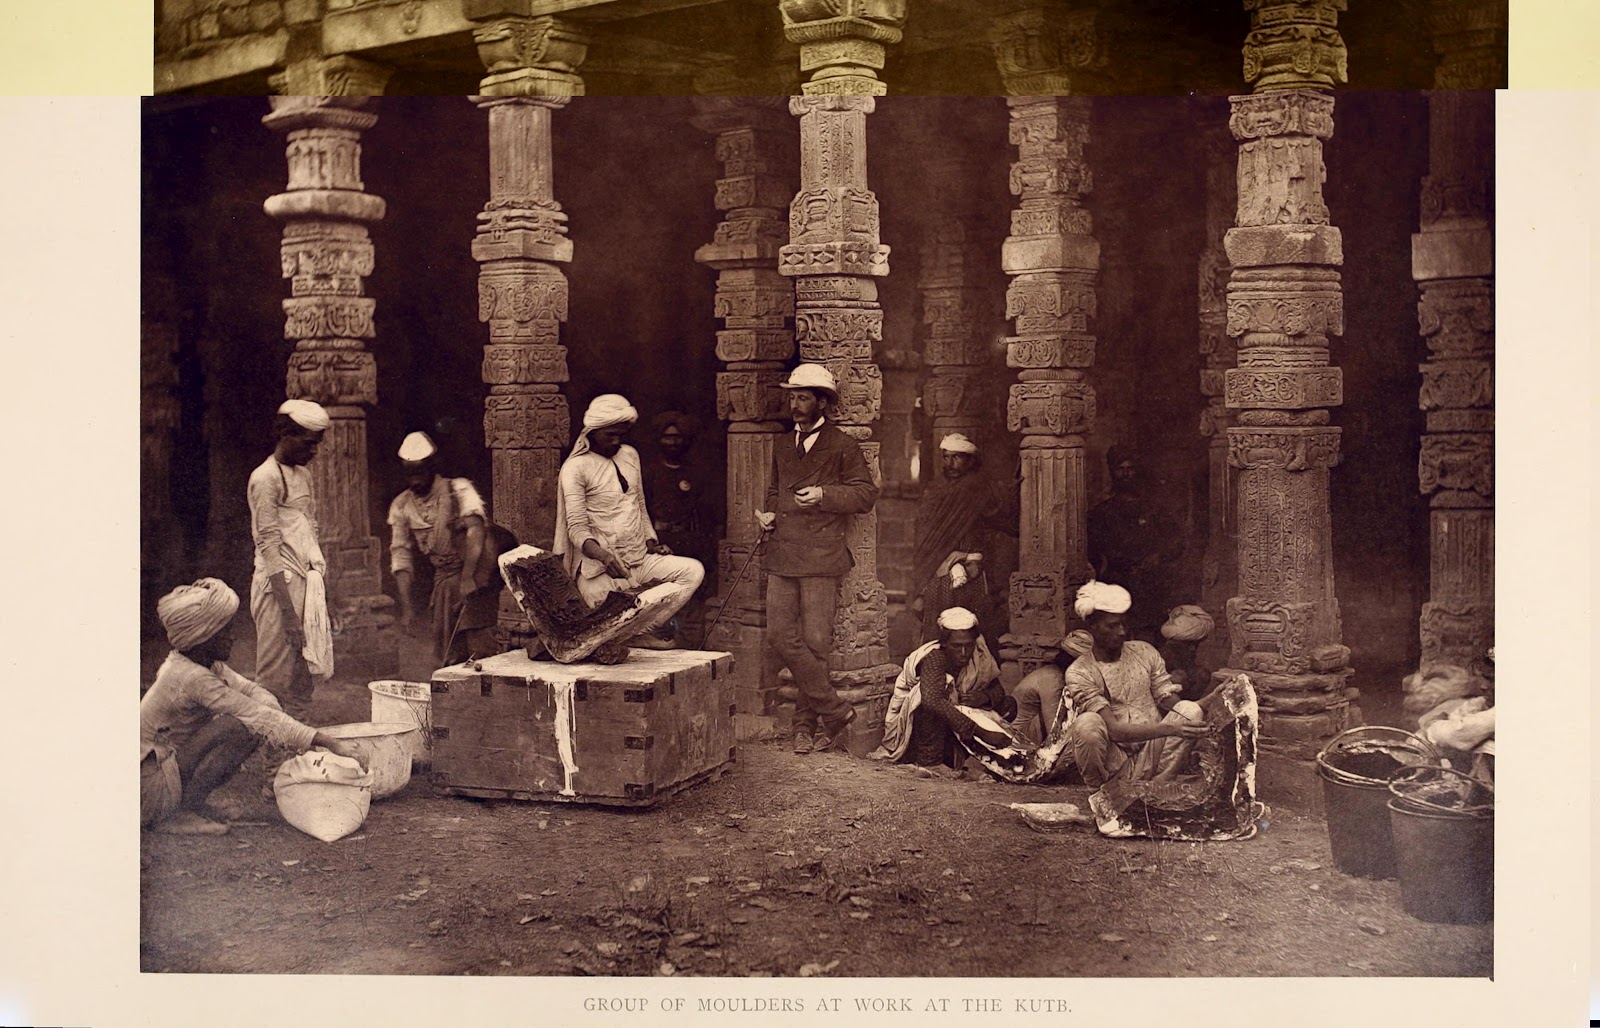 GROUP OF MOULDERS AT WORK AT THE KUTB.